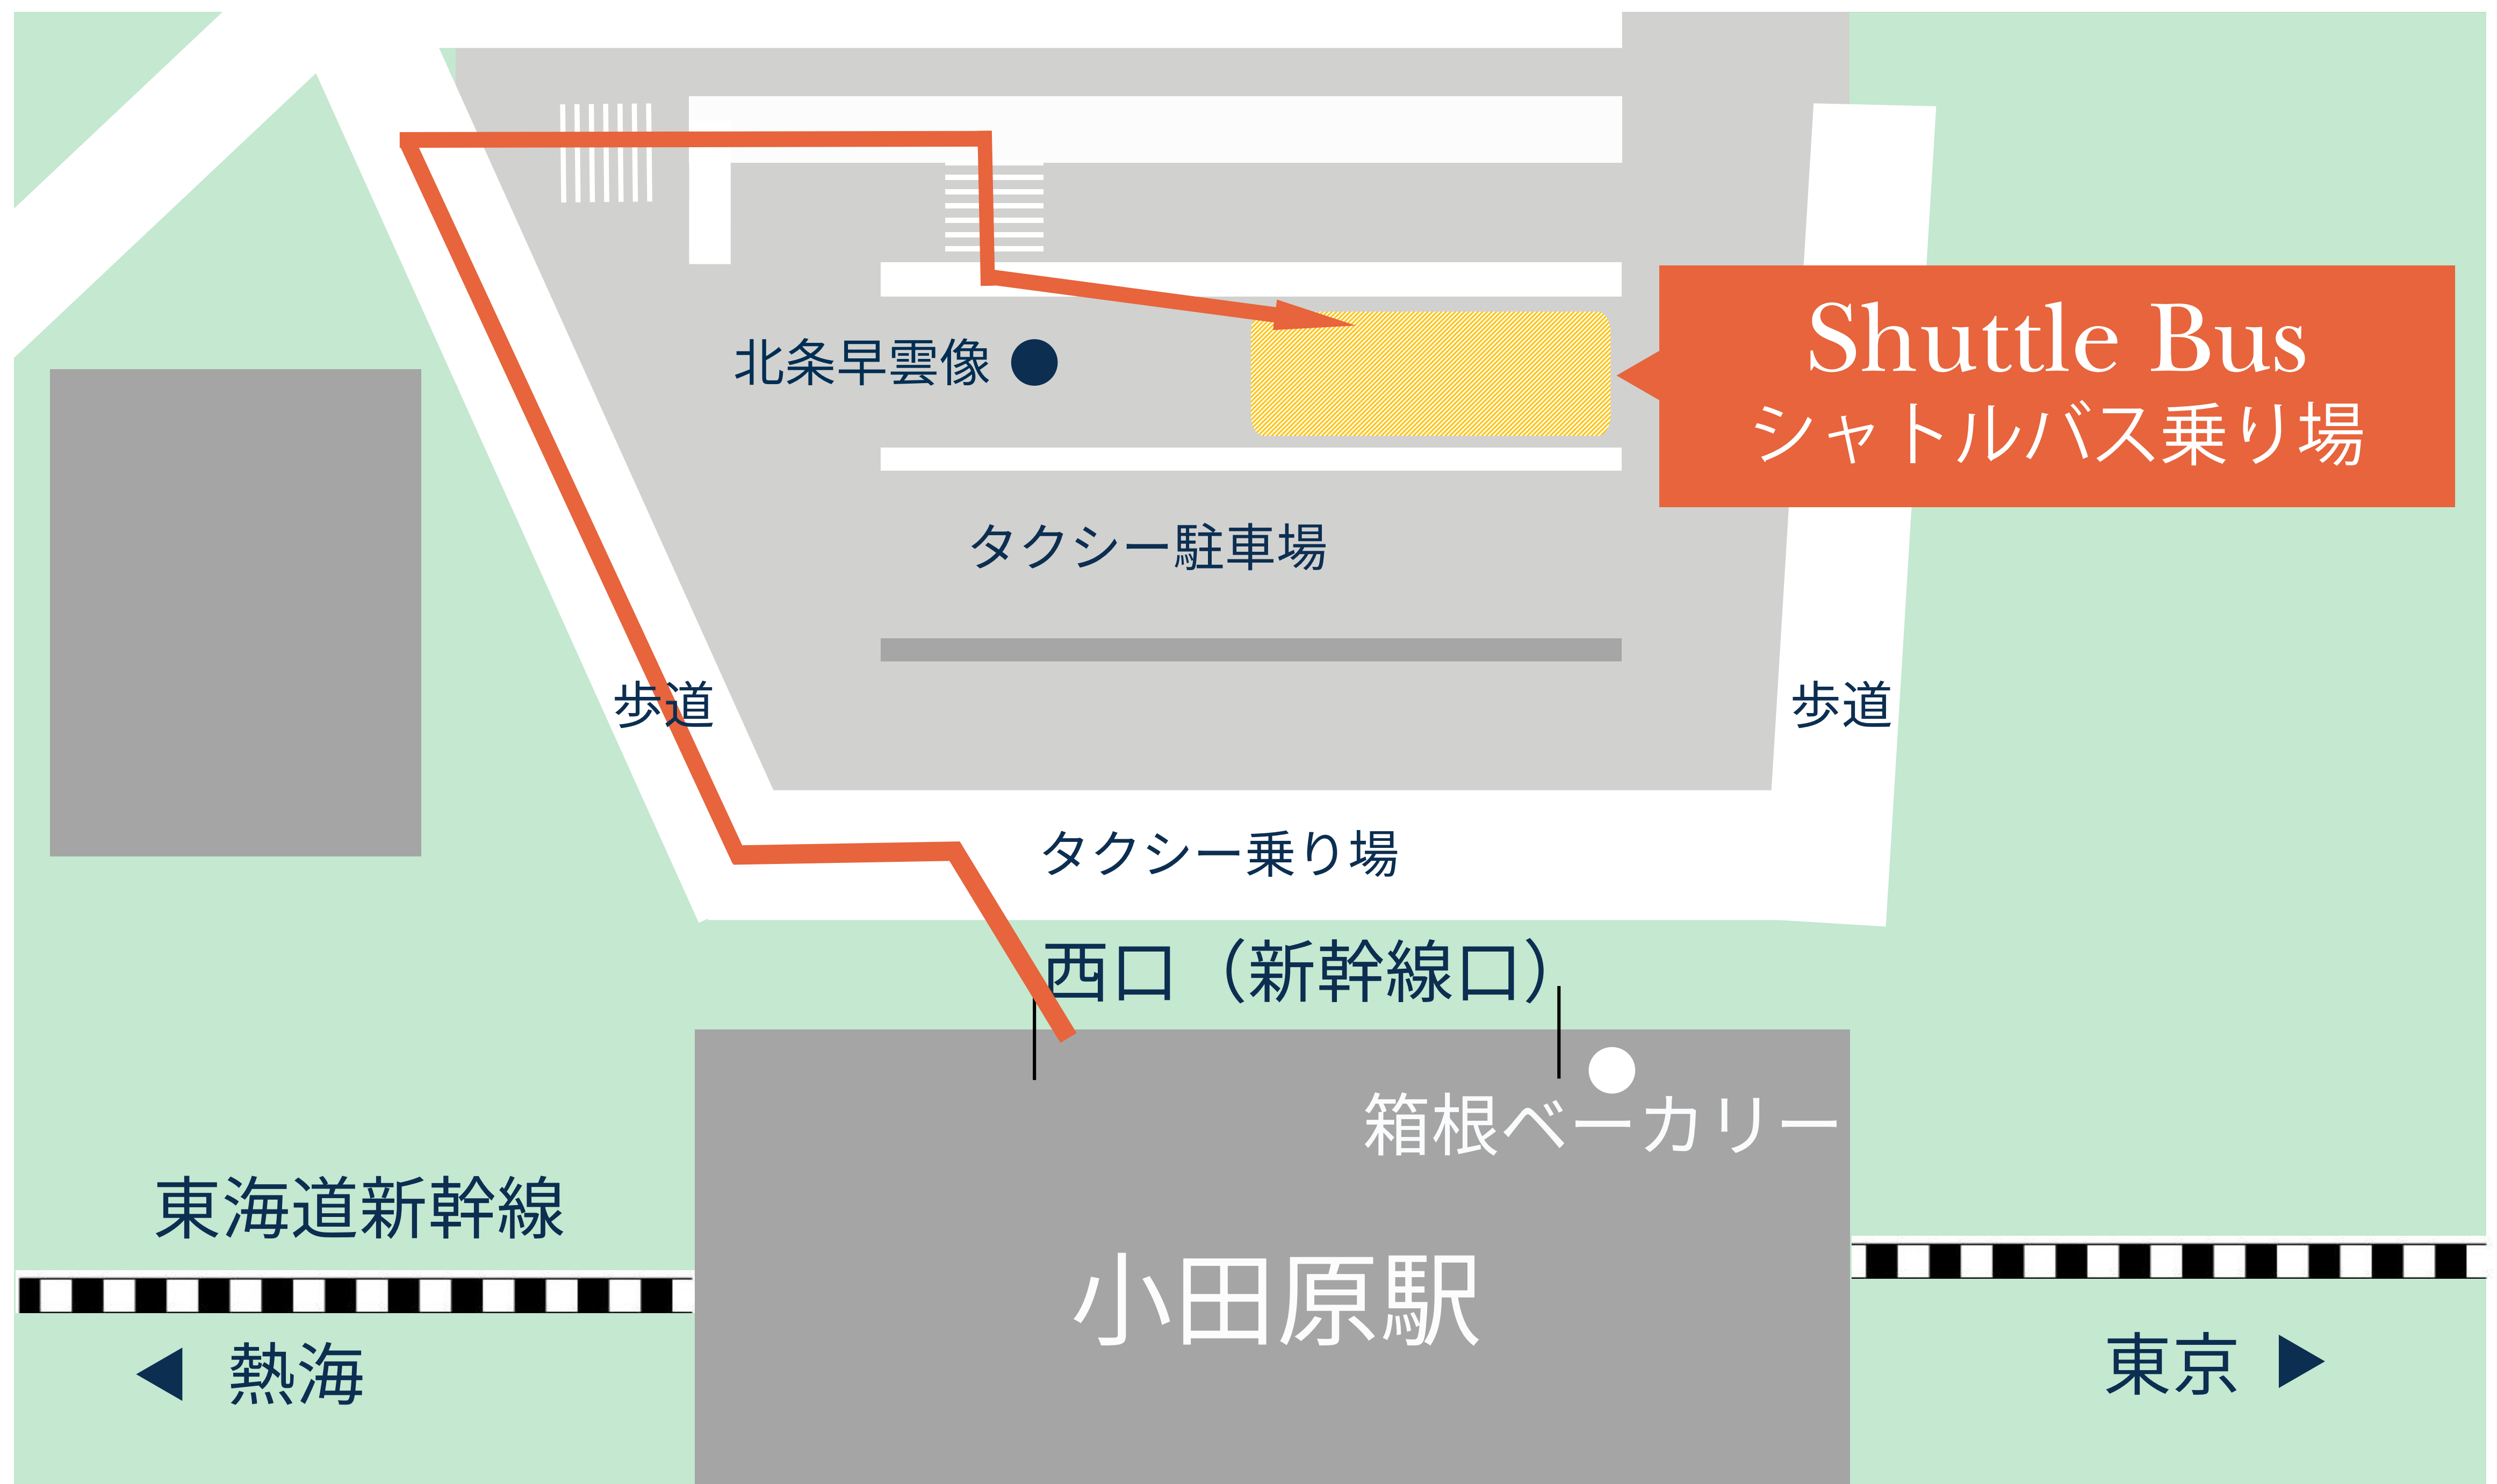 Shuttle Bus
シャトルバス乗り場
北条早雲像
タクシー駐車場
歩道
歩道
タクシー乗り場
西口（新幹線口）
箱根ベーカリー
東海道新幹線
小田原駅
熱海
東京